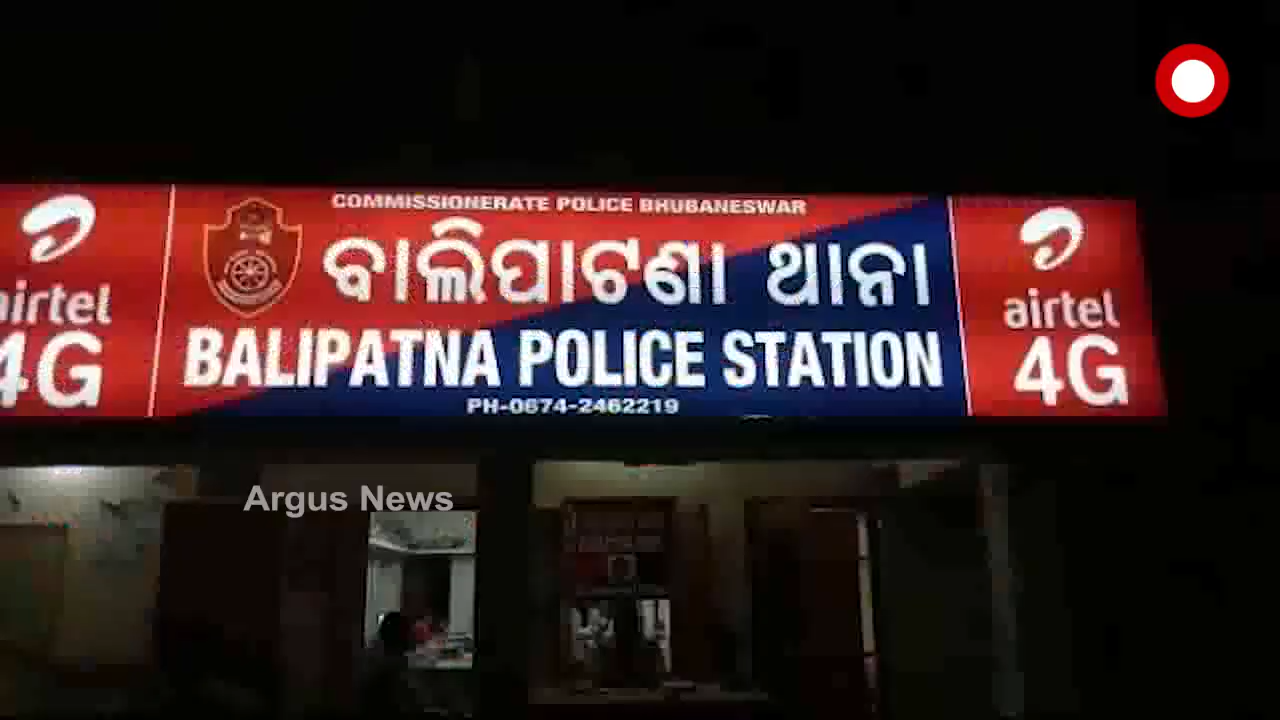 COMMISSIONERATE POLICE BHUBANESWAR
ବାଲିପାଟଣା ଥାନା
BALIPATNA POLICE STATION
PH-0674-2462219
airtel
4G
airtel
4G
Argus News